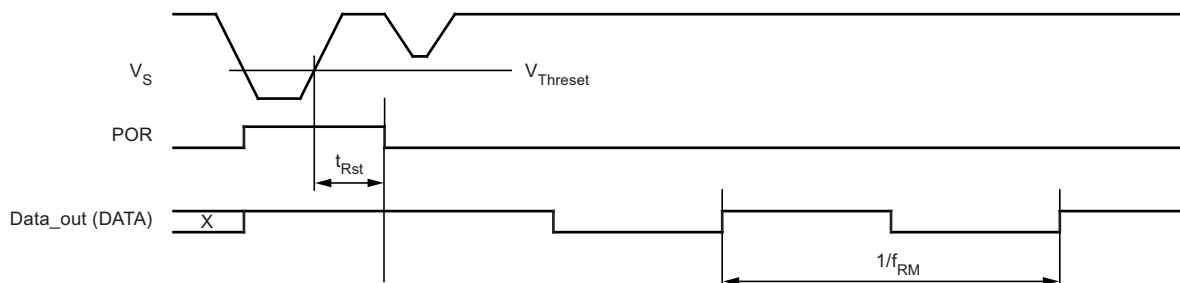 V_S
V_Threset
POR
t_Rst
Data_out (DATA)
X
1/f_RM